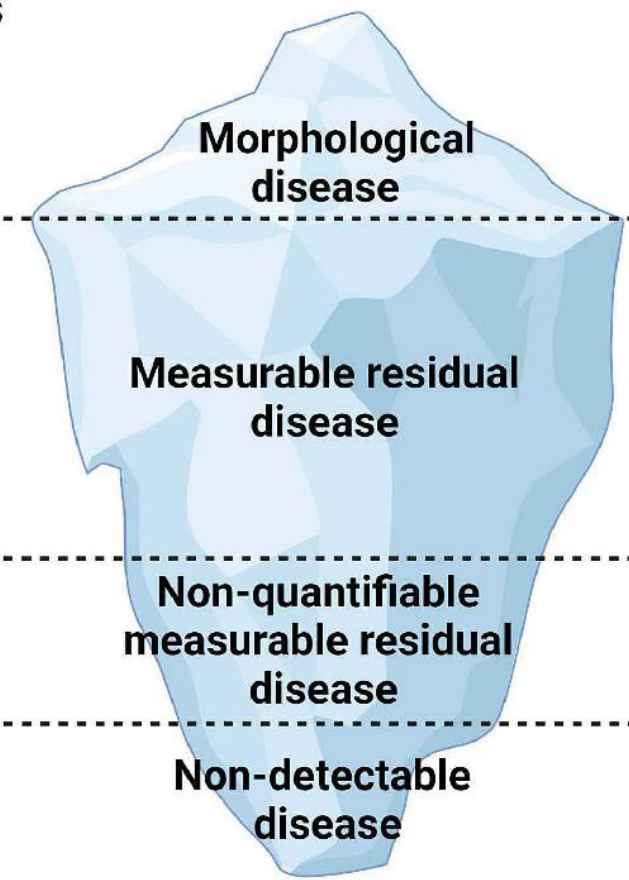 Morphological
disease
Measurable residual
disease
Non-quantifiable
measurable residual
disease
Non-detectable
disease